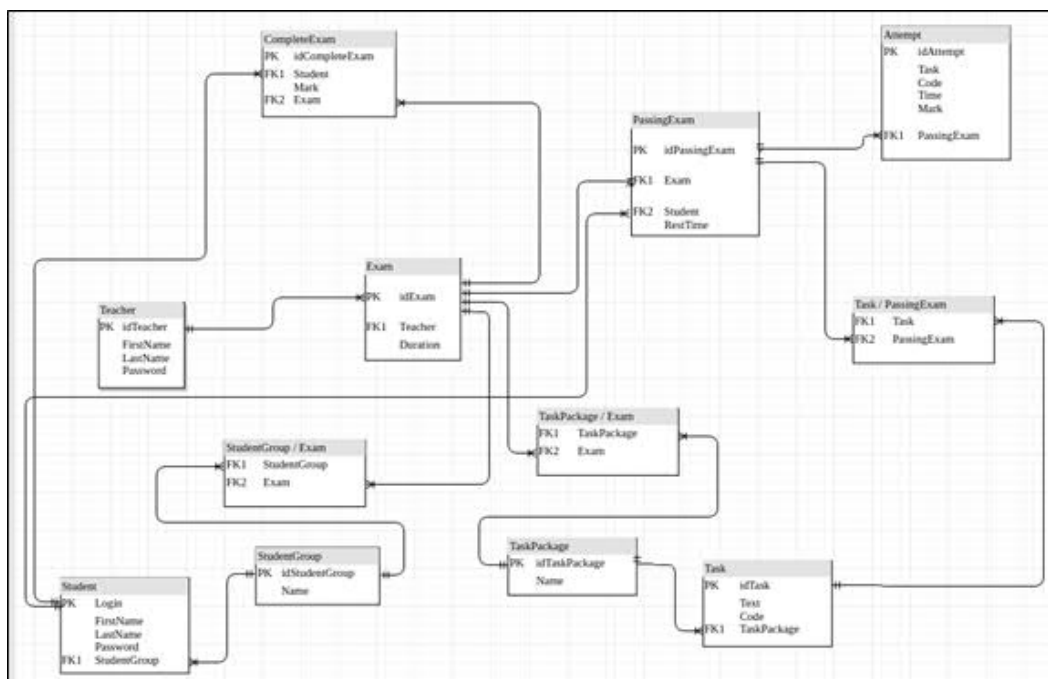 CompleteExam
PK idCompleteExam
FK1 Student
Mark
FK2 Exam
Attempt
PK idAttempt
Task
Code
Time
Mark
FK1 PassingExam
PassingExam
PK idPassingExam
FK1 Exam
FK2 Student
RestTime
Exam
PK idExam
FK1 Teacher
Duration
Teacher
PK idTeacher
FirstName
LastName
Password
Task / PassingExam
FK1 Task
FK2 PassingExam
TaskPackage / Exam
FK1 TaskPackage
FK2 Exam
StudentGroup / Exam
FK1 StudentGroup
FK2 Exam
StudentGroup
PK idStudentGroup
Name
TaskPackage
PK idTaskPackage
Name
Task
PK idTask
Text
Code
FK1 TaskPackage
Student
PK Login
FirstName
LastName
Password
FK1 StudentGroup